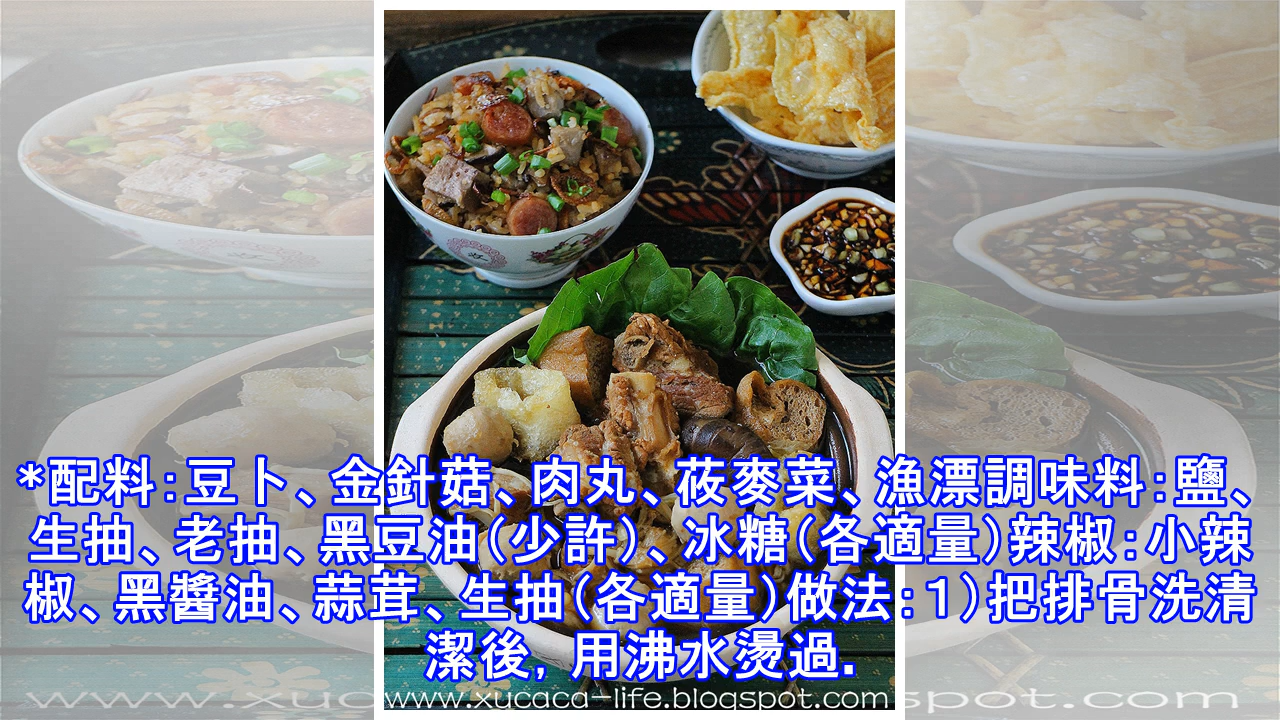 *配料:豆卜、金針菇、肉丸、莜麥菜、漁漂調味料:鹽、
生抽、老抽、黑豆油(少許)、冰糖(各適量)辣椒:小辣
椒、黑醬油、蒜茸、生抽(各適量)做法:1)把排骨洗清
潔後,用沸水燙過.
www.xucaca-life.blogspot.com